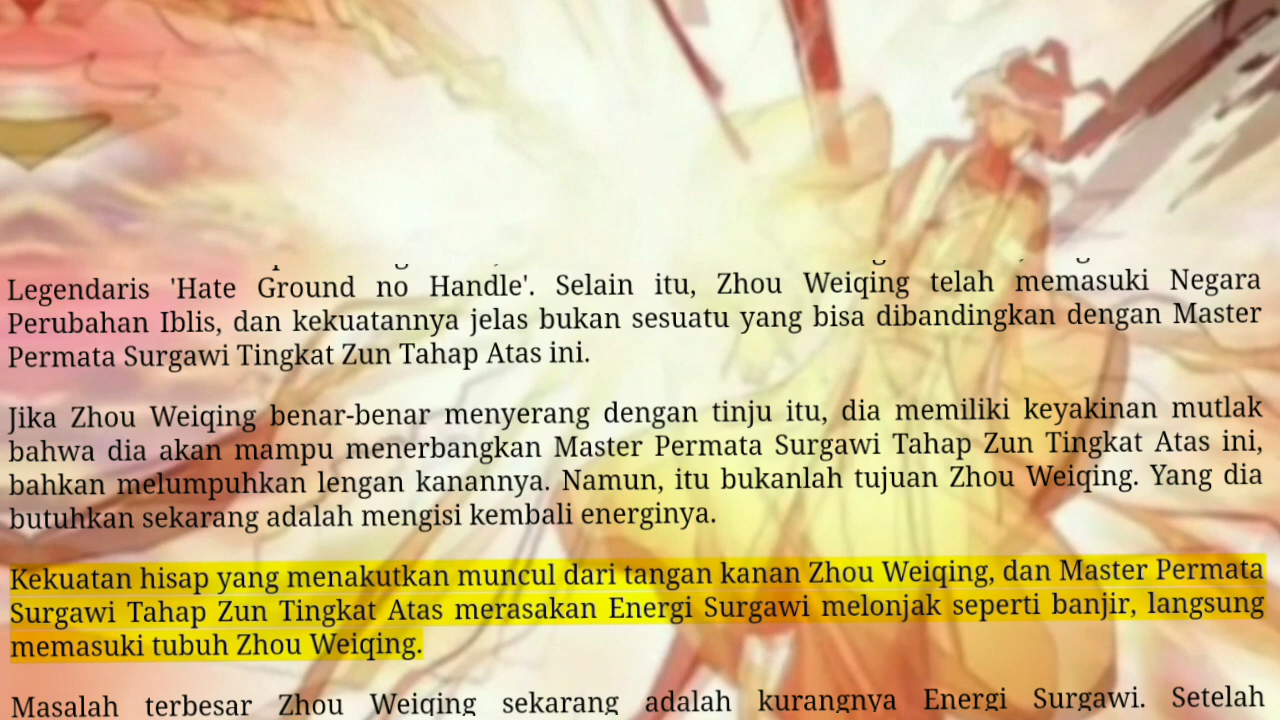 Legendaris 'Hate Ground no Handle'. Selain itu, Zhou Weiqing telah memasuki Negara
Perubahan Iblis, dan kekuatannya jelas bukan sesuatu yang bisa dibandingkan dengan Master
Permata Surgawi Tingkat Zun Tahap Atas ini.
Jika Zhou Weiqing benar-benar menyerang dengan tinju itu, dia memiliki keyakinan mutlak
bahwa dia akan mampu menerbangkan Master Permata Surgawi Tahap Zun Tingkat Atas ini,
bahkan melumpuhkan lengan kanannya. Namun, itu bukanlah tujuan Zhou Weiqing. Yang dia
butuhkan sekarang adalah mengisi kembali energinya.
Kekuatan hisap yang menakutkan muncul dari tangan kanan Zhou Weiqing, dan Master Permata
Surgawi Tahap Zun Tingkat Atas merasakan Energi Surgawi melonjak seperti banjir, langsung
memasuki tubuh Zhou Weiqing.
Masalah terbesar Zhou Weiqing sekarang adalah kurangnya Energi Surgawi. Setelah